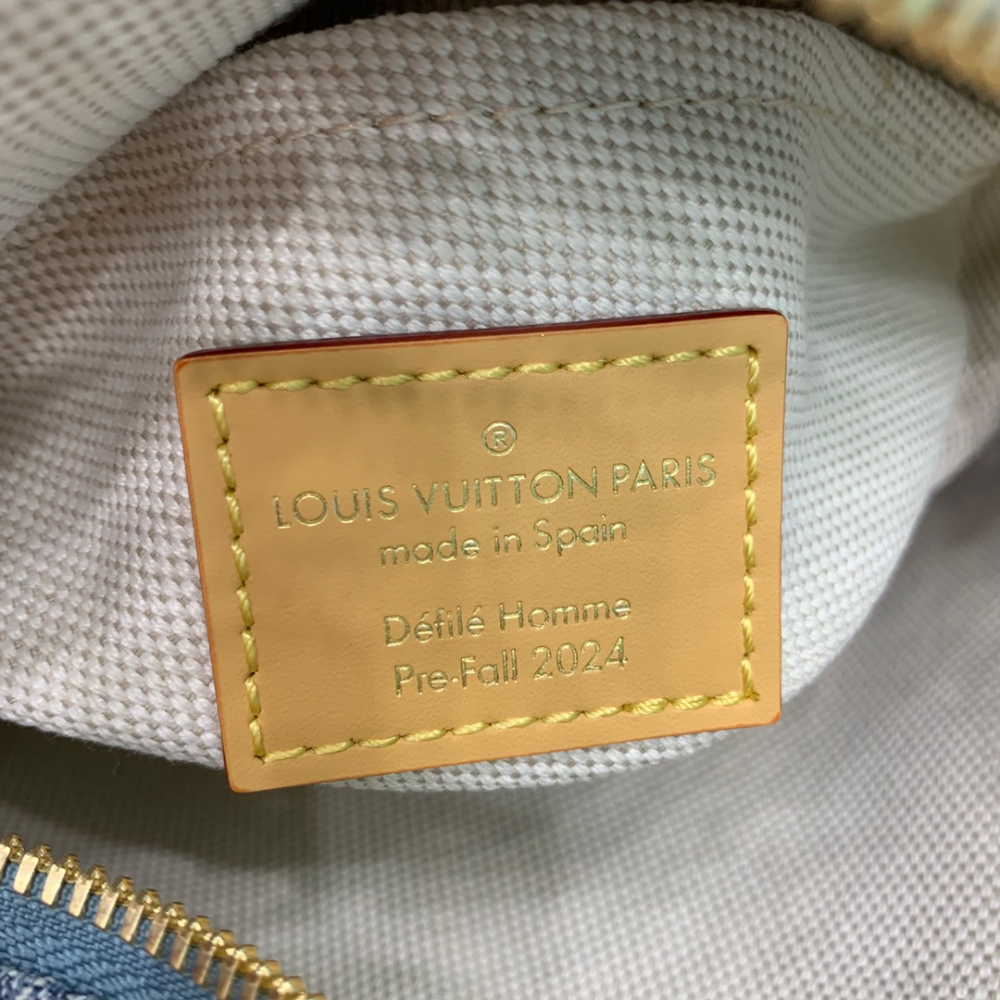 ®
LOUIS VUITTON PARIS
made in Spain
Défilé Homme
Pre-Fall 2024